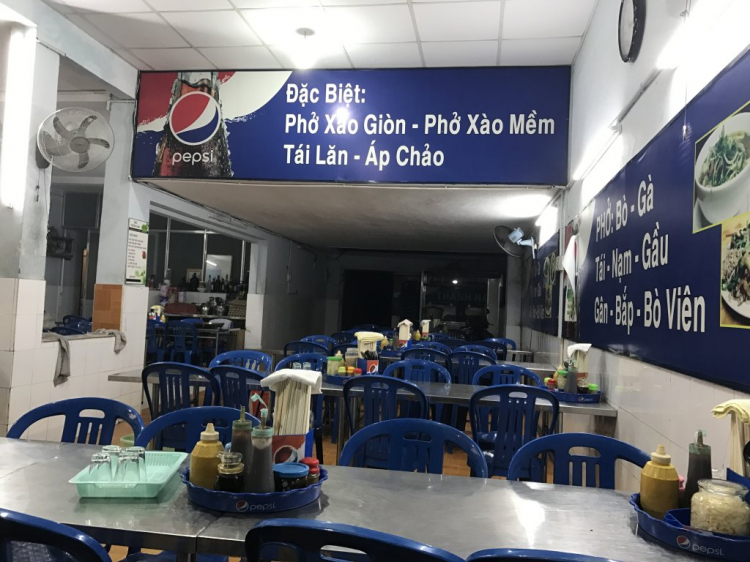 Đặc Biệt:
Phở Xào Giòn - Phở Xào Mềm
Tái Lăn - Áp Chảo
pepsi
PHỞ: Bò - Gà
Tái - Nạm - Gầu
Gân - Bắp - Bò Viên
pepsi
pepsi